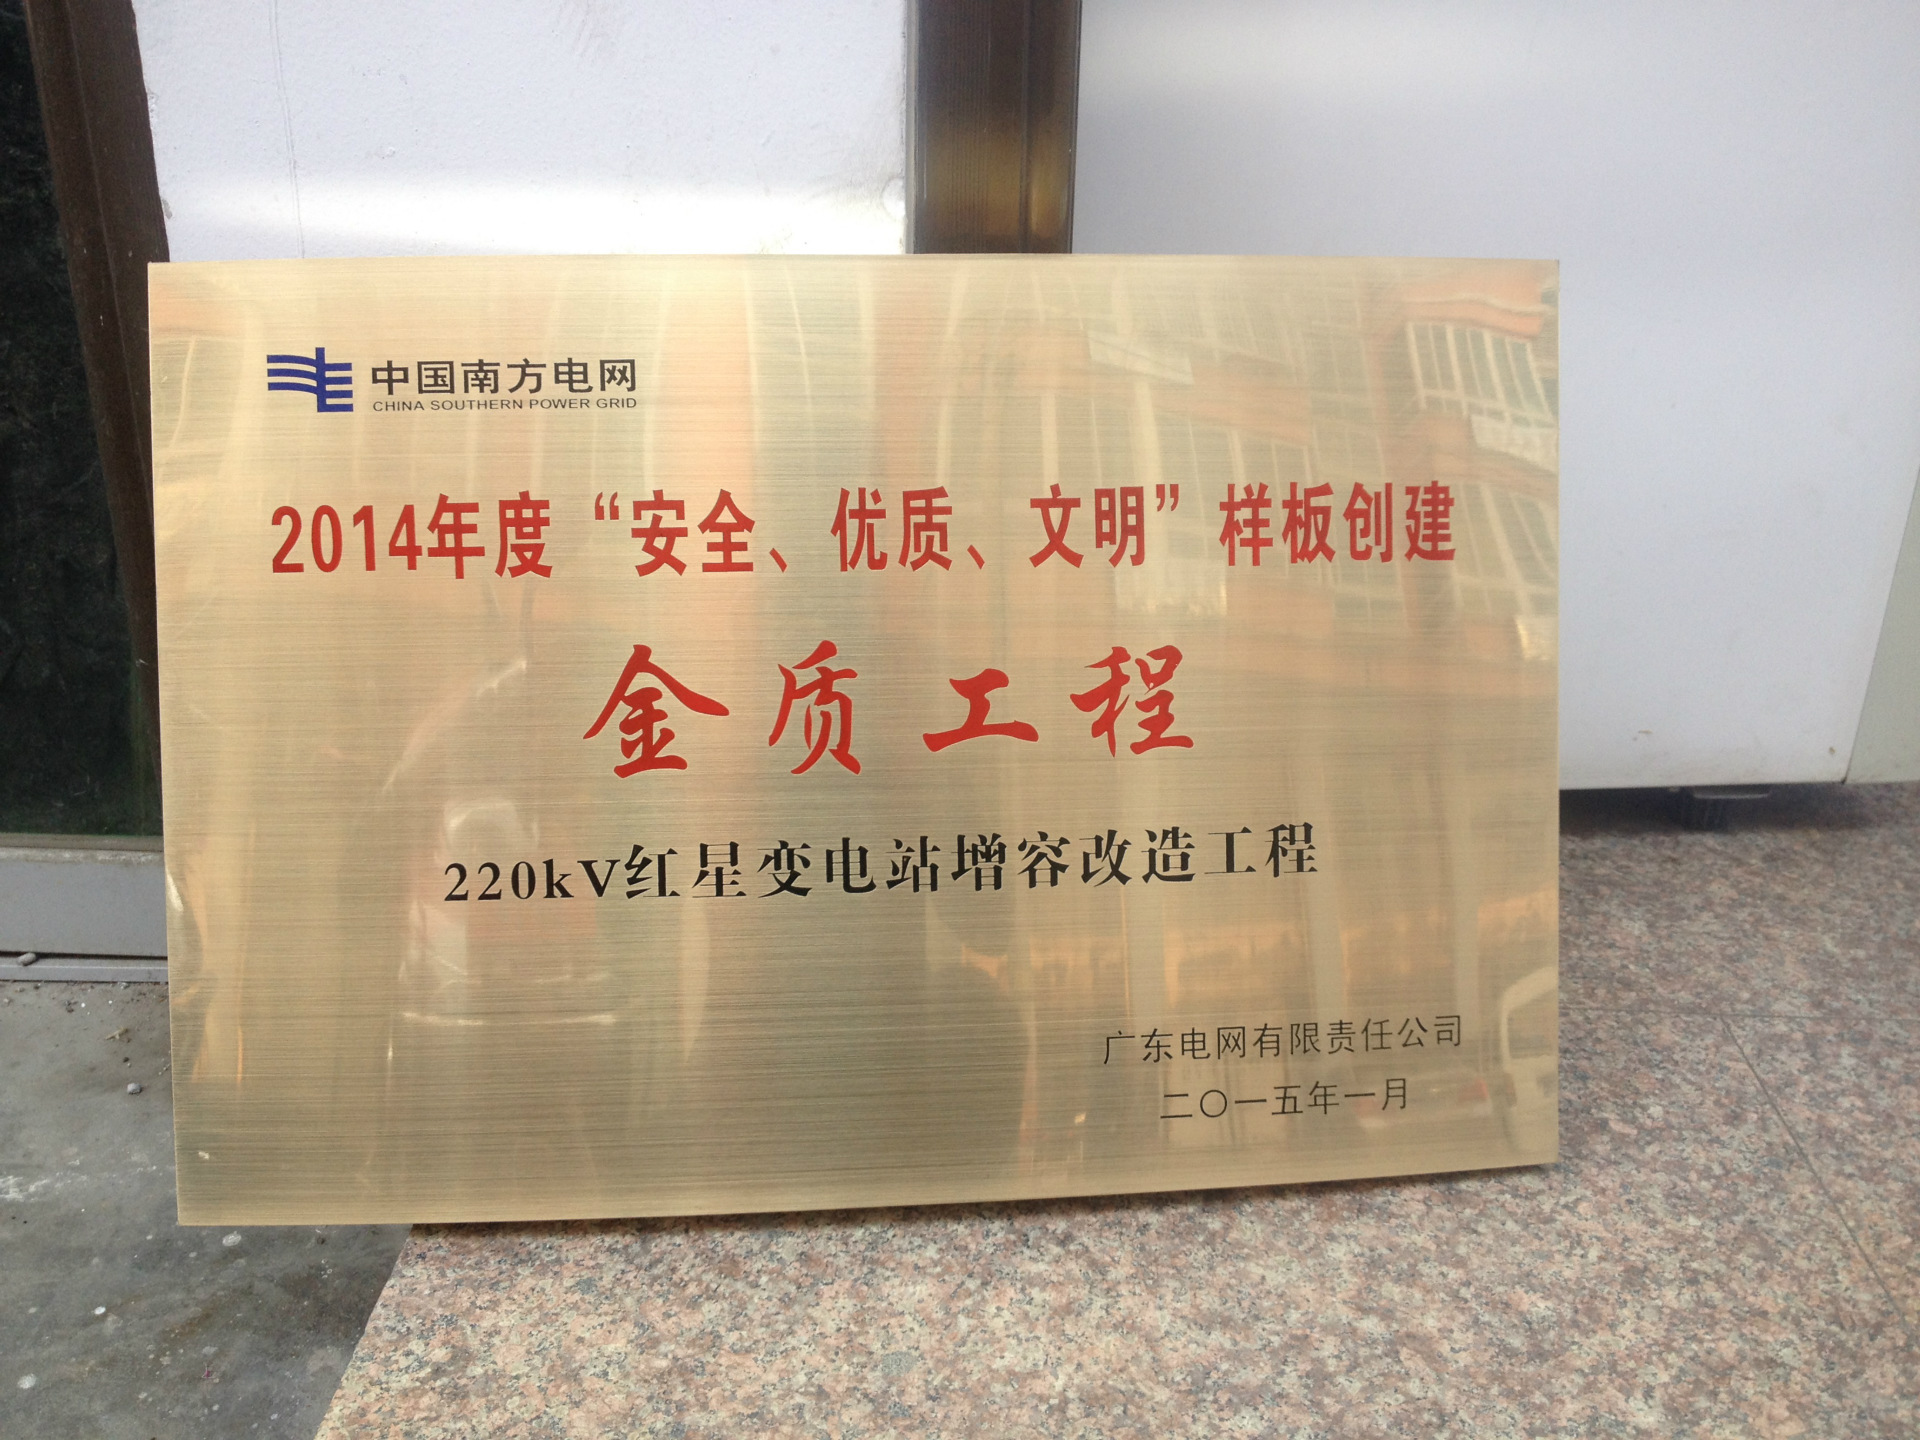 中国南方电网
CHINA SOUTHERN POWER GRID
2014年度“安全、优质、文明”样板创建
金质工程
220kV红星变电站增容改造工程
广东电网有限责任公司
二〇一五年一月